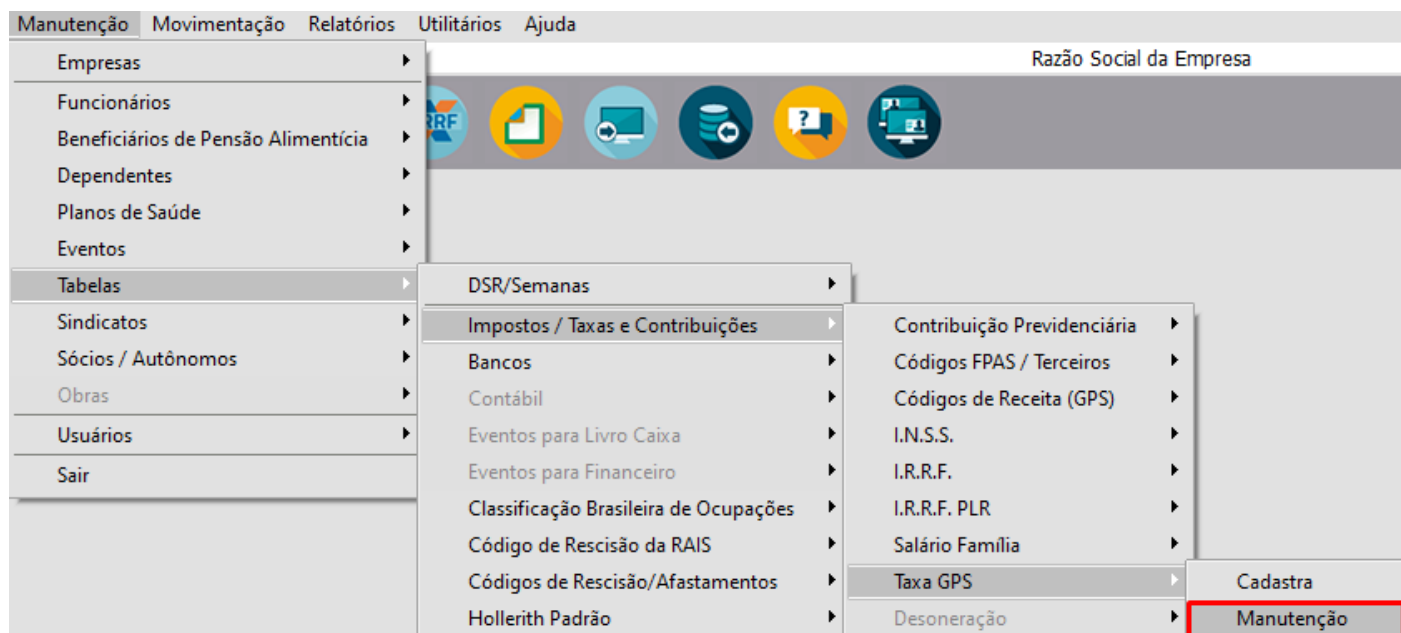 Manutenção Movimentação Relatórios Utilitários Ajuda
Razão Social da Empresa
Empresas
Funcionários
Beneficiários de Pensão Alimentícia
Dependentes
Planos de Saúde
Eventos
Tabelas
Sindicatos
Sócios / Autônomos
Obras
Usuários
Sair
RRF
?
DSR/Semanas
Impostos / Taxas e Contribuições
Bancos
Contábil
Eventos para Livro Caixa
Eventos para Financeiro
Classificação Brasileira de Ocupações
Código de Rescisão da RAIS
Códigos de Rescisão/Afastamentos
Hollerith Padrão
Contribuição Previdenciária
Códigos FPAS / Terceiros
Códigos de Receita (GPS)
I.N.S.S.
I.R.R.F.
I.R.R.F. PLR
Salário Família
Taxa GPS
Desoneração
Cadastra
Manutenção